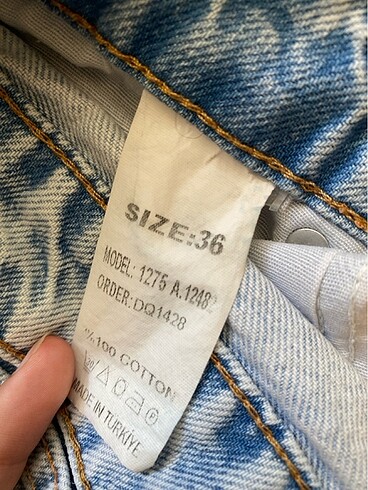 SIZE:36
MODEL: 1275 A.1248
ORDER:DQ1428
%100 COTTON
MADE IN TÜRKİYE